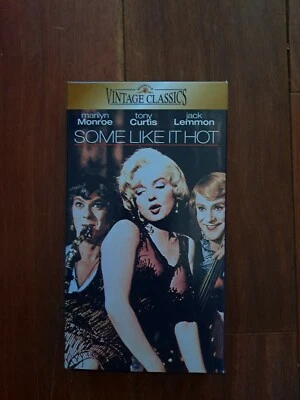 VINTAGE CLASSICS
marilyn Monroe tony Curtis jack Lemmon
SOME LIKE IT HOT